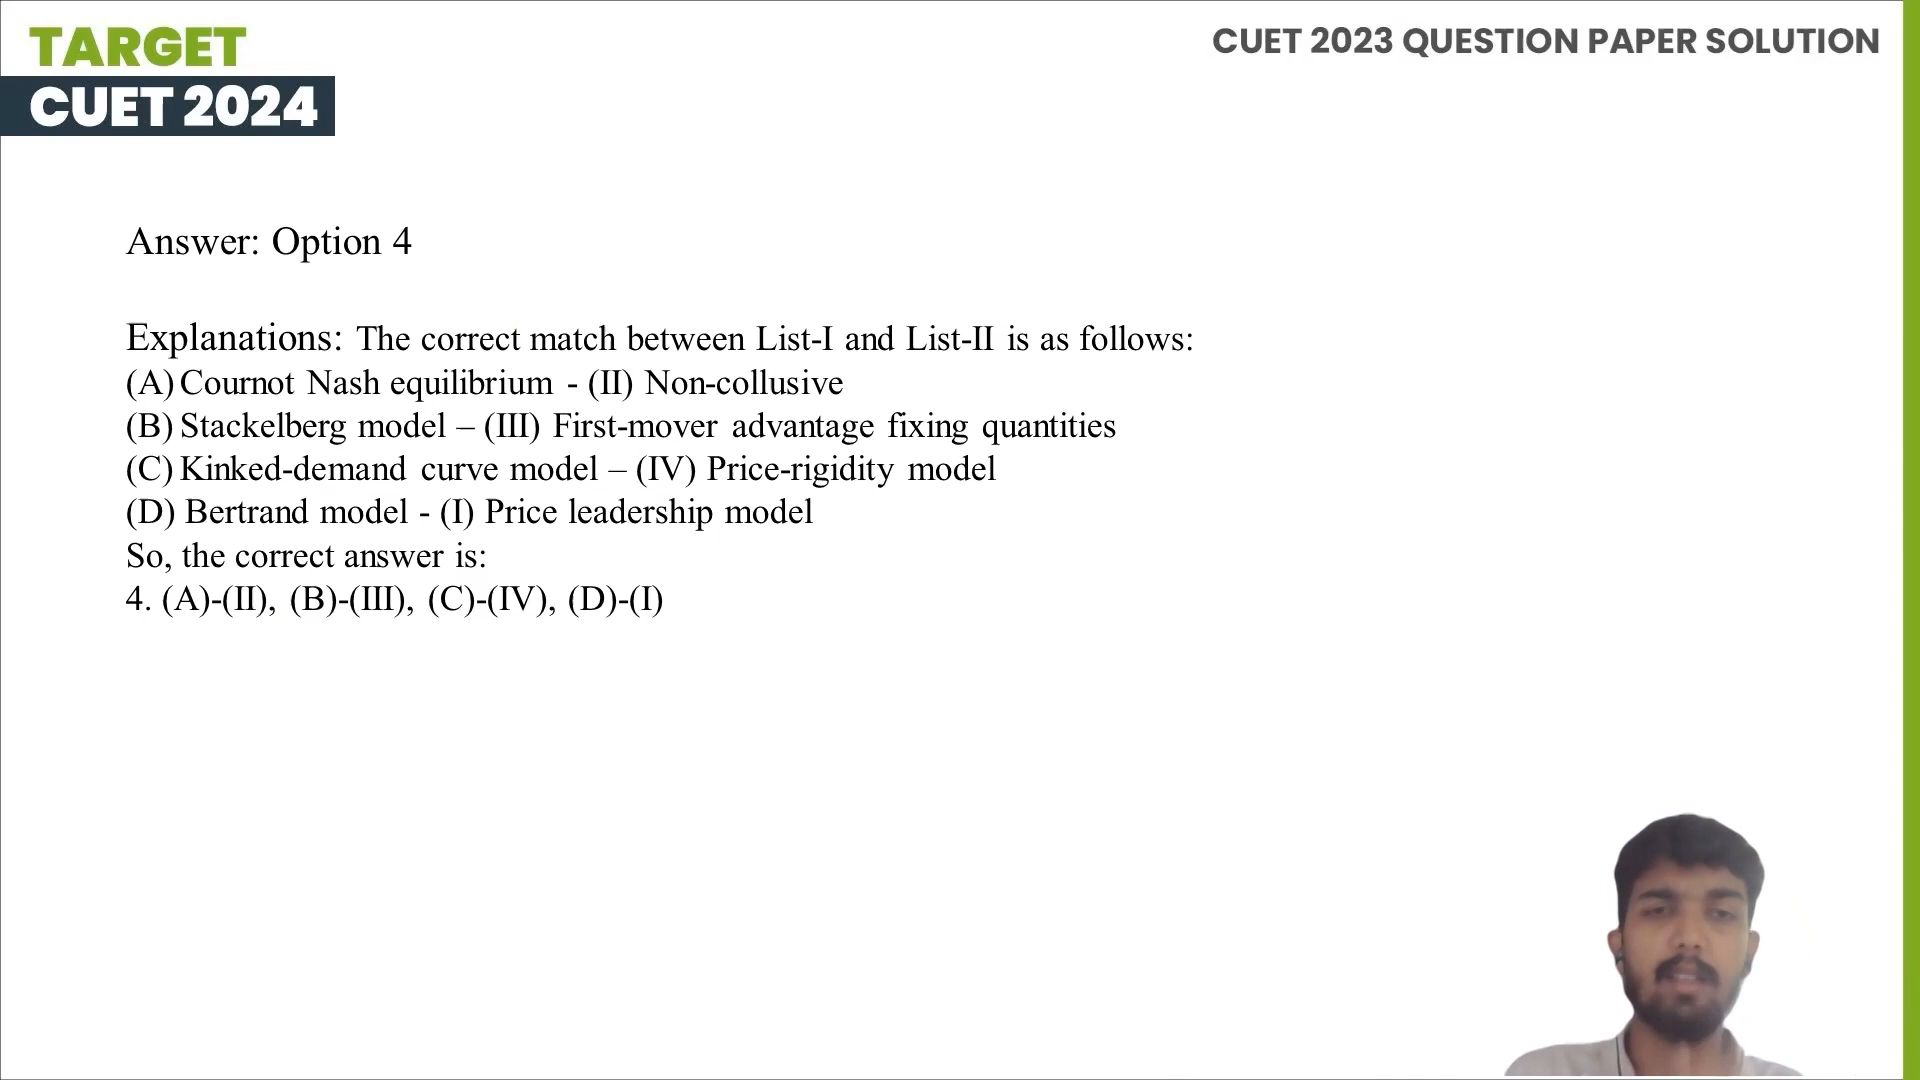 TARGET
CUET 2024
CUET 2023 QUESTION PAPER SOLUTION
Answer: Option 4
Explanations: The correct match between List-I and List-II is as follows:
(A) Cournot Nash equilibrium - (II) Non-collusive
(B) Stackelberg model – (III) First-mover advantage fixing quantities
(C) Kinked-demand curve model – (IV) Price-rigidity model
(D) Bertrand model - (I) Price leadership model
So, the correct answer is:
4. (A)-(II), (B)-(III), (C)-(IV), (D)-(I)